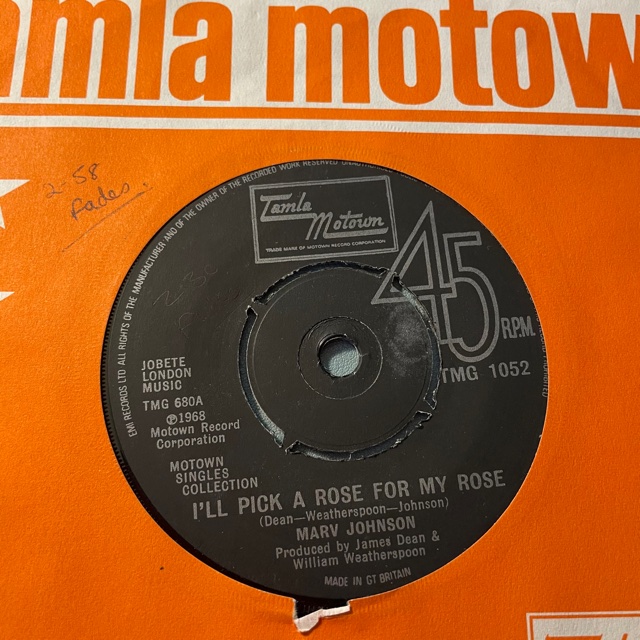 amla motow
2-58
Fades.
EMI RECORDS LTD ALL RIGHTS OF THE MANUFACTURER AND OF THE OWNER OF THE RECORDED WORK RESERVED UNAUTH
Tamla
Motown
TRADE MARK OF MOTOWN RECORD CORPORATION
45
R.P.M.
TMG 1052
JOBETE
LONDON
MUSIC
TMG 680A
Ⓟ1968
Motown Record
Corporation
MOTOWN
SINGLES
COLLECTION
I'LL PICK A ROSE FOR MY ROSE
(Dean—Weatherspoon—Johnson)
MARV JOHNSON
Produced by James Dean &
William Weatherspoon
MADE IN GT BRITAIN